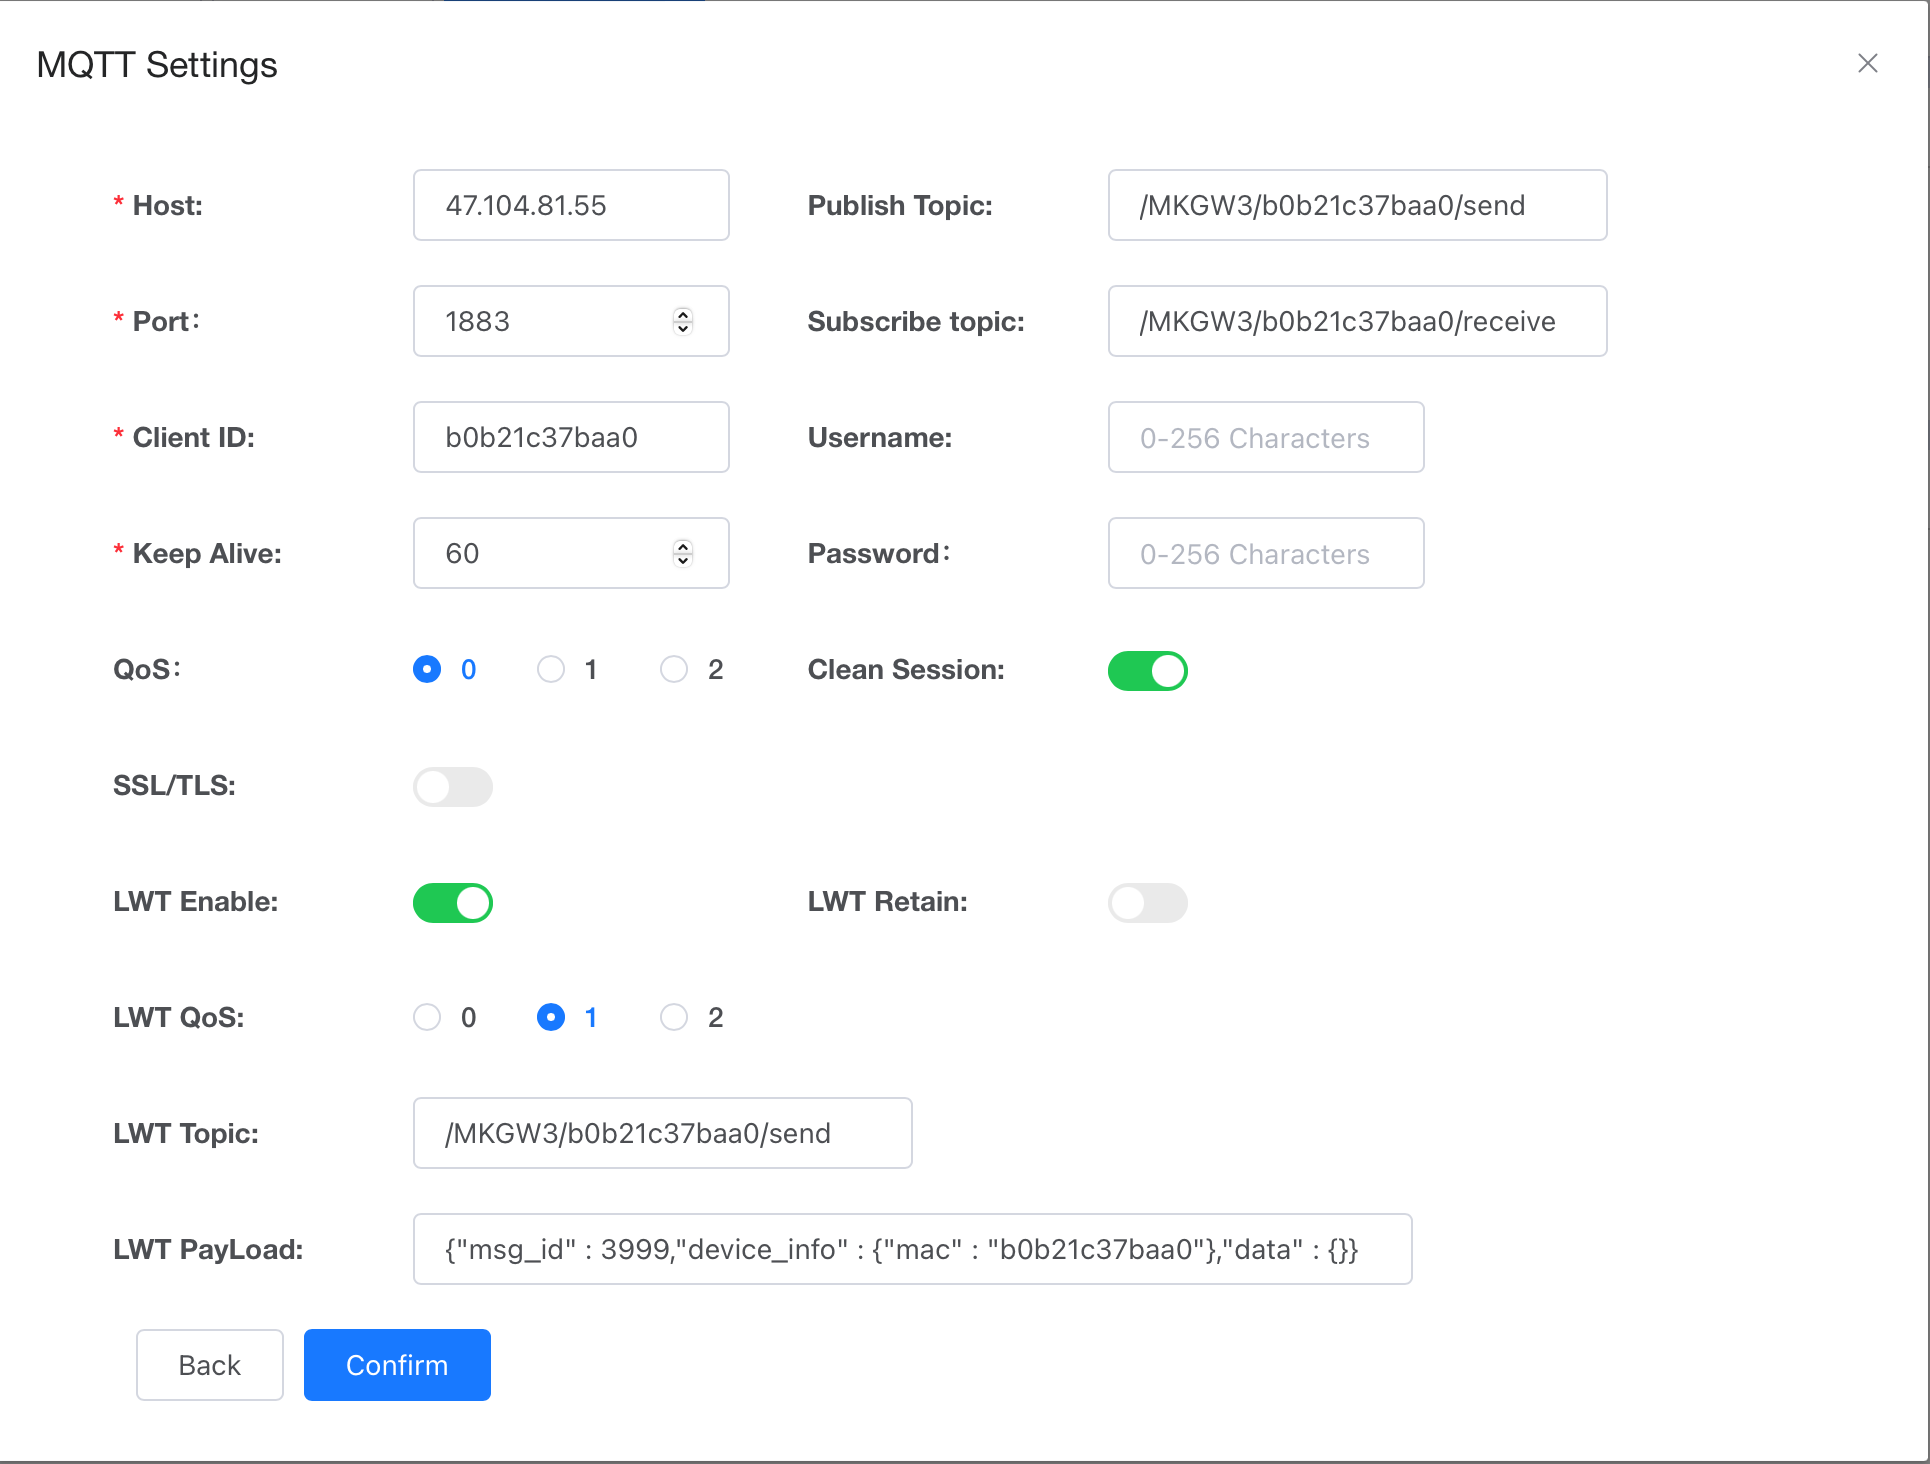 MQTT Settings
* Host: 47.104.81.55 Publish Topic: /MKGW3/b0b21c37baa0/send
* Port: 1883 Subscribe topic: /MKGW3/b0b21c37baa0/receive
* Client ID: b0b21c37baa0 Username: 0-256 Characters
* Keep Alive: 60 Password: 0-256 Characters
QoS: 0 1 2 Clean Session:
SSL/TLS:
LWT Enable: LWT Retain:
LWT QoS: 0 1 2
LWT Topic: /MKGW3/b0b21c37baa0/send
LWT PayLoad: {"msg_id" : 3999,"device_info" : {"mac" : "b0b21c37baa0"},"data" : {}}
Back Confirm